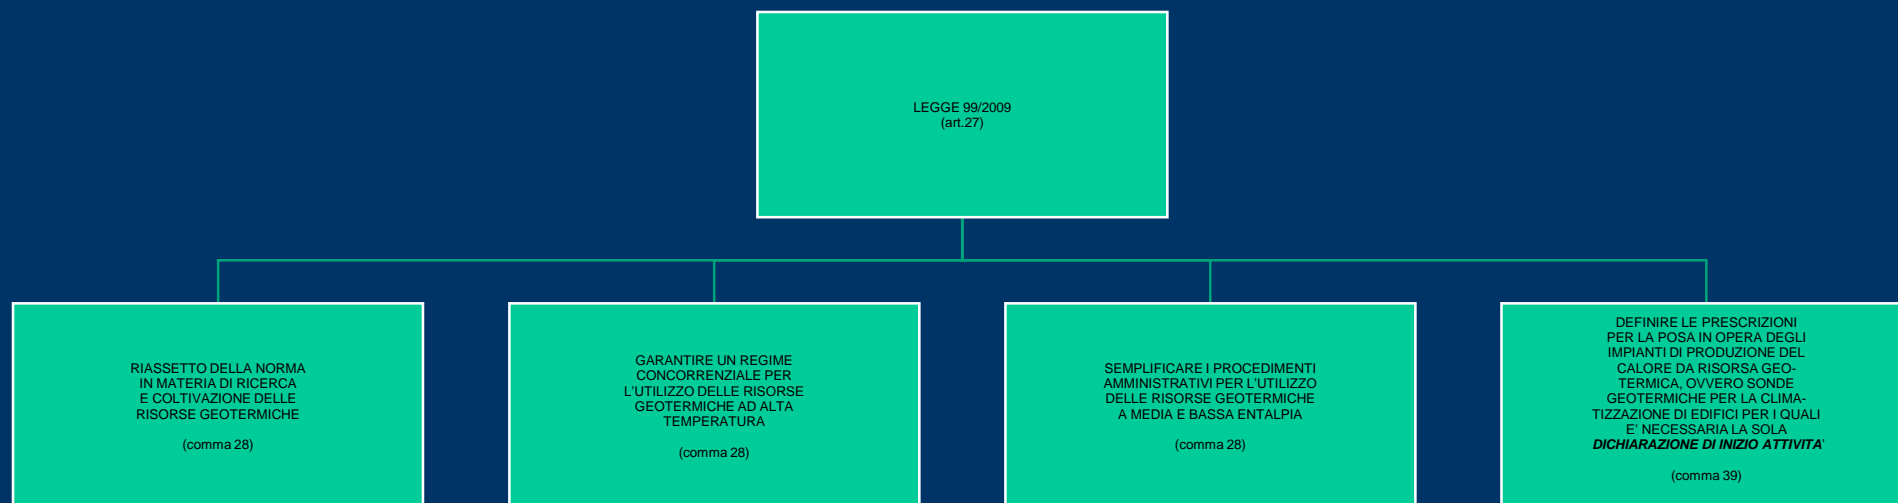 LEGGE 99/2009
(art.27)
RIASSETTO DELLA NORMA
IN MATERIA DI RICERCA
E COLTIVAZIONE DELLE
RISORSE GEOTERMICHE
(comma 28)
GARANTIRE UN REGIME
CONCORRENZIALE PER
L'UTILIZZO DELLE RISORSE
GEOTERMICHE AD ALTA
TEMPERATURA
(comma 28)
SEMPLIFICARE I PROCEDIMENTI
AMMINISTRATIVI PER L'UTILIZZO
DELLE RISORSE GEOTERMICHE
A MEDIA E BASSA ENTALPIA
(comma 28)
DEFINIRE LE PRESCRIZIONI
PER LA POSA IN OPERA DEGLI
IMPIANTI DI PRODUZIONE DEL
CALORE DA RISORSA GEO-
TERMICA, OVVERO SONDE
GEOTERMICHE PER LA CLIMA-
TIZZAZIONE DI EDIFICI PER I QUALI
E' NECESSARIA LA SOLA
DICHIARAZIONE DI INIZIO ATTIVITA'
(comma 39)